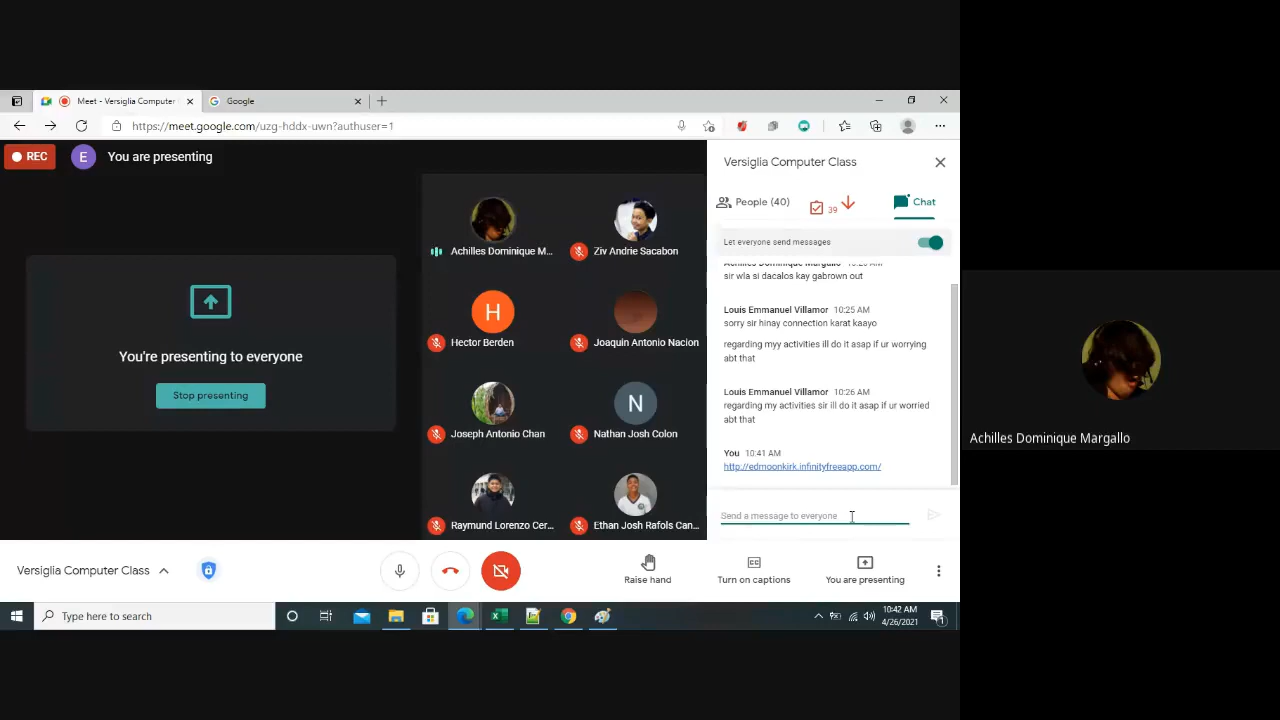 Meet - Versiglia Computer
Google
https://meet.google.com/uzg-hddx-uwn?authuser=1
REC
E
You are presenting
Versiglia Computer Class
People (40)
39
Chat
Let everyone send messages
Achilles Dominique Margallo
sir wla si dacalos kay gabrown out
Louis Emmanuel Villamor 10:25 AM
sorry sir hinay connection karat kaayo
regarding myy activities ill do it asap if ur worrying
abt that
Louis Emmanuel Villamor 10:26 AM
regarding my activities sir ill do it asap if ur worried
abt that
You 10:41 AM
http://edmoonkirk.infinityfreeapp.com/
Send a message to everyone
You're presenting to everyone
Stop presenting
Achilles Dominique M...
Ziv Andrie Sacabon
H
Hector Berden
Joaquin Antonio Nacion
Joseph Antonio Chan
N
Nathan Josh Colon
Raymund Lorenzo Cer...
Ethan Josh Rafols Can...
Achilles Dominique Margallo
Versiglia Computer Class
Raise hand
Turn on captions
You are presenting
Type here to search
10:42 AM
4/26/2021
1